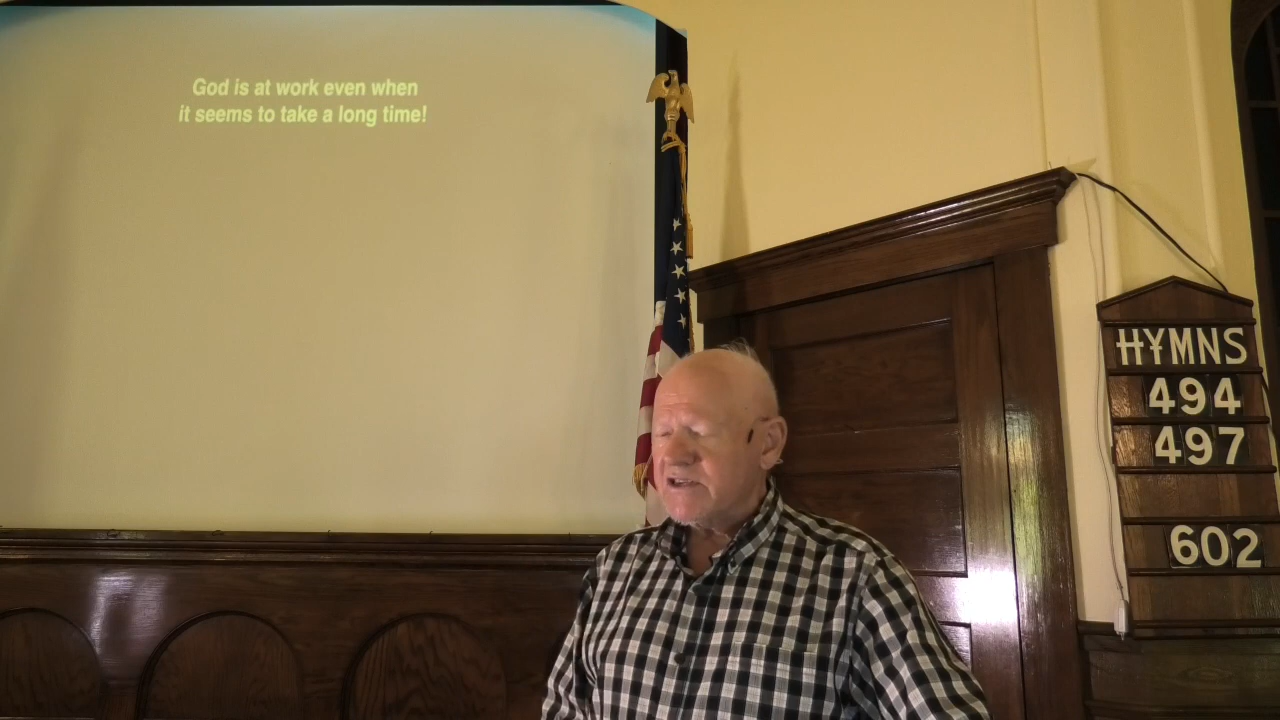 God is at work even when
it seems to take a long time!
HYMNS
494
497
602